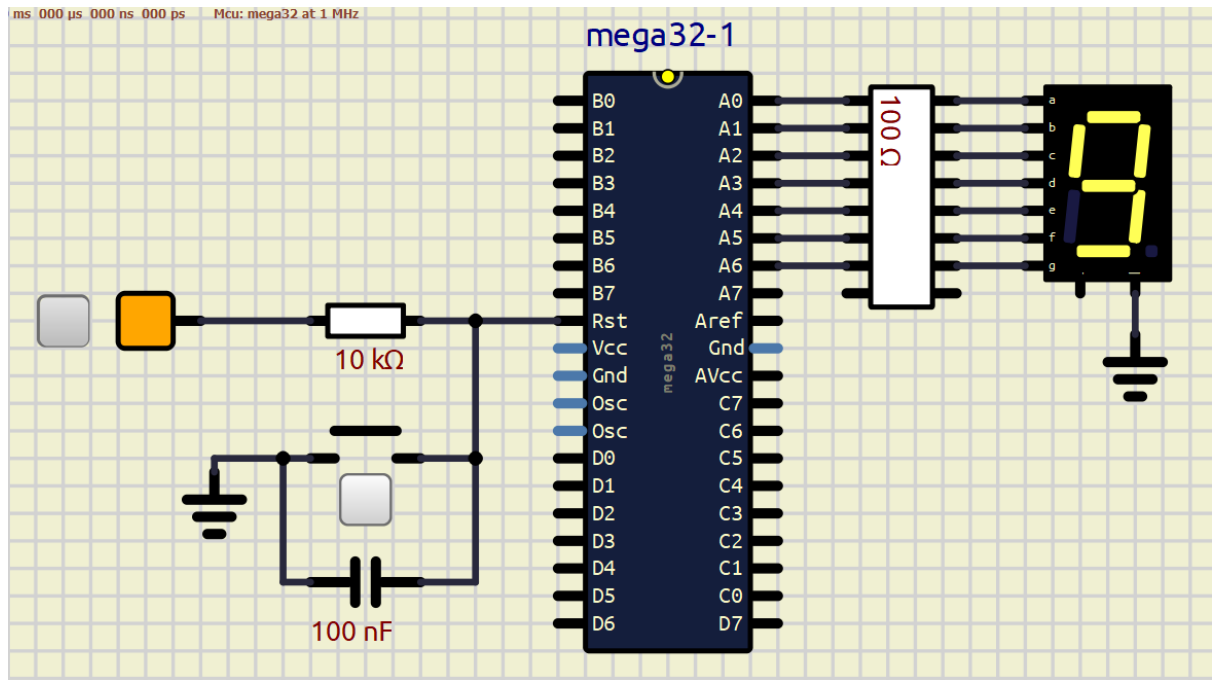 ms 000 µs 000 ns 000 ps Mcu: mega32 at 1 MHz
mega32-1
B0 A0
B1 A1
B2 A2
B3 A3
B4 A4
B5 A5
B6 A6
B7 A7
Rst Aref
Vcc Gnd
Gnd AVcc
Osc C7
Osc C6
D0 C5
D1 C4
D2 C3
D3 C2
D4 C1
D5 C0
D6 D7
mega32
100Ω
a
b
c
d
e
f
g
10 kΩ
100 nF